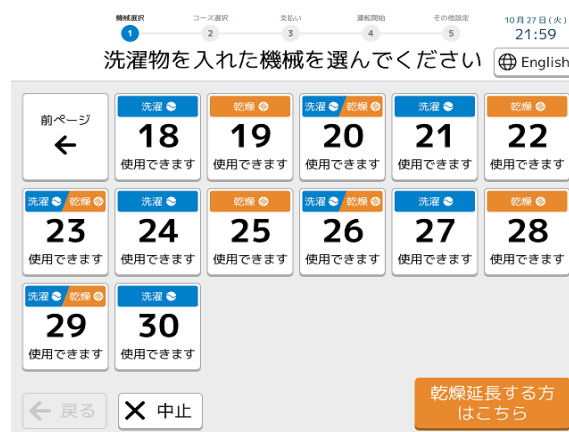 機械選択 コース選択 支払い 運転開始 その他設定
1 2 3 4 5
10月27日(火)
21:59
洗濯物を入れた機械を選んでください
English
前ページ
洗濯
18
使用できます
乾燥
19
使用できます
洗濯 乾燥
20
使用できます
洗濯
21
使用できます
乾燥
22
使用できます
洗濯 乾燥
23
使用できます
洗濯
24
使用できます
乾燥
25
使用できます
洗濯 乾燥
26
使用できます
洗濯
27
使用できます
乾燥
28
使用できます
洗濯 乾燥
29
使用できます
洗濯
30
使用できます
戻る
中止
乾燥延長する方
はこちら